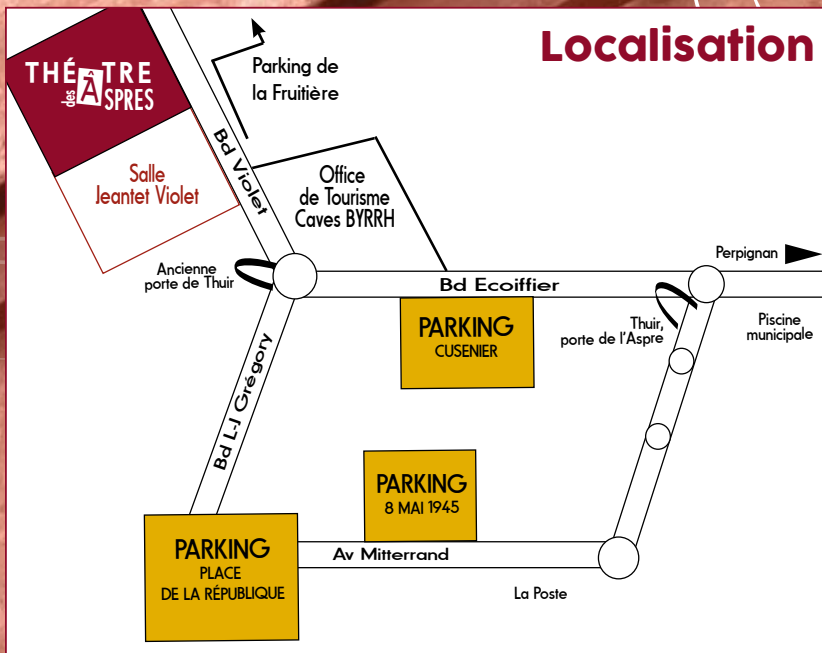 Localisation
THÉÂTRE
des ASPRES
Parking de
la Fruitière
Bd Violet
Salle
Jeantet Violet
Office
de Tourisme
Caves BYRRH
Ancienne
porte de Thuir
Perpignan
Bd Ecoiffier
PARKING
CUSENIER
Thuir,
porte de l'Aspre
Piscine
municipale
Bd L-J Grégory
PARKING
8 MAI 1945
PARKING
PLACE
DE LA RÉPUBLIQUE
Av Mitterrand
La Poste